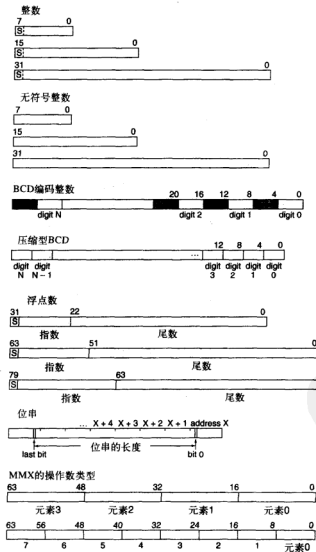 整数
7 0
S
15 0
S
31 0
S
无符号整数
7 0
15 0
31 0
BCD编码整数
20 16 12 8 4 0
digit N digit 2 digit 1 digit 0
压缩型BCD
12 8 4 0
...
digit digit digit digit digit digit
N N-1 3 2 1 0
浮点数
31 22 0
S
指数 尾数
63 51 0
S
指数 尾数
79 63 0
S
指数 尾数
位串
... X+4 X+3 X+2 X+1 address X
位串的长度
last bit bit 0
MMX的操作数类型
63 48 32 16 0
元素3 元素2 元素1 元素0
63 56 48 40 32 24 16 8 0
7 6 5 4 3 2 1 元素0